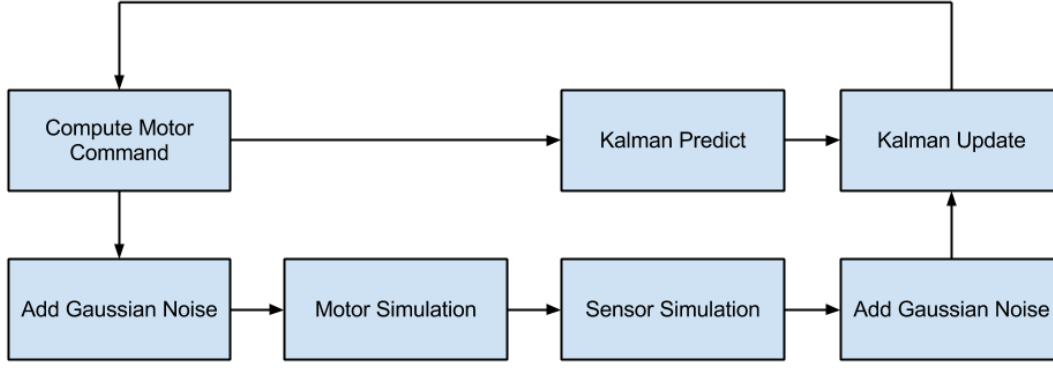 Compute Motor
Command
Kalman Predict
Kalman Update
Add Gaussian Noise
Motor Simulation
Sensor Simulation
Add Gaussian Noise